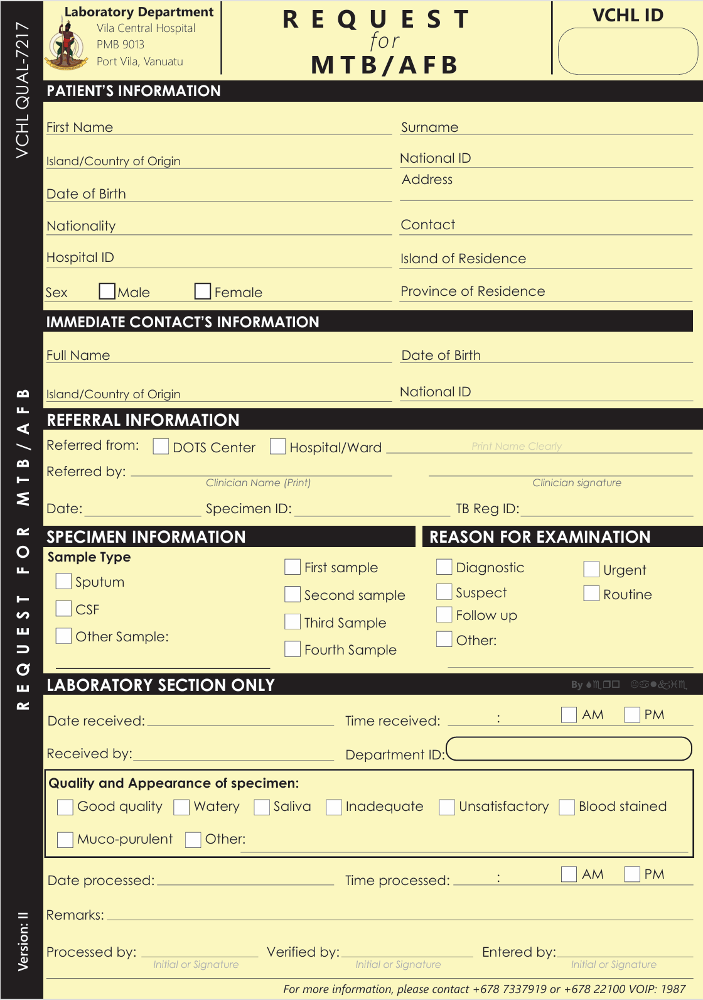 Laboratory Department
Vila Central Hospital
PMB 9013
Port Vila, Vanuatu
REQUEST
for
MTB/AFB
VCHL ID
VCHL QUAL-7217
REQUEST FOR MTB/AFB
Version: II
PATIENT'S INFORMATION
First Name
Surname
Island/Country of Origin
National ID
Date of Birth
Address
Nationality
Contact
Hospital ID
Island of Residence
Sex Male Female
Province of Residence
IMMEDIATE CONTACT'S INFORMATION
Full Name
Date of Birth
Island/Country of Origin
National ID
REFERRAL INFORMATION
Referred from: DOTS Center Hospital/Ward Print Name Clearly
Referred by:
Clinician Name (Print) Clinician signature
Date: Specimen ID: TB Reg ID:
SPECIMEN INFORMATION
Sample Type
Sputum
CSF
Other Sample:
First sample
Second sample
Third Sample
Fourth Sample
REASON FOR EXAMINATION
Diagnostic
Suspect
Follow up
Other:
Urgent
Routine
LABORATORY SECTION ONLY
By
Date received: Time received: : AM PM
Received by: Department ID:
Quality and Appearance of specimen:
Good quality Watery Saliva Inadequate Unsatisfactory Blood stained
Muco-purulent Other:
Date processed: Time processed: : AM PM
Remarks:
Processed by: Verified by: Entered by:
Initial or Signature Initial or Signature Initial or Signature
For more information, please contact +678 7337919 or +678 22100 VOIP: 1987